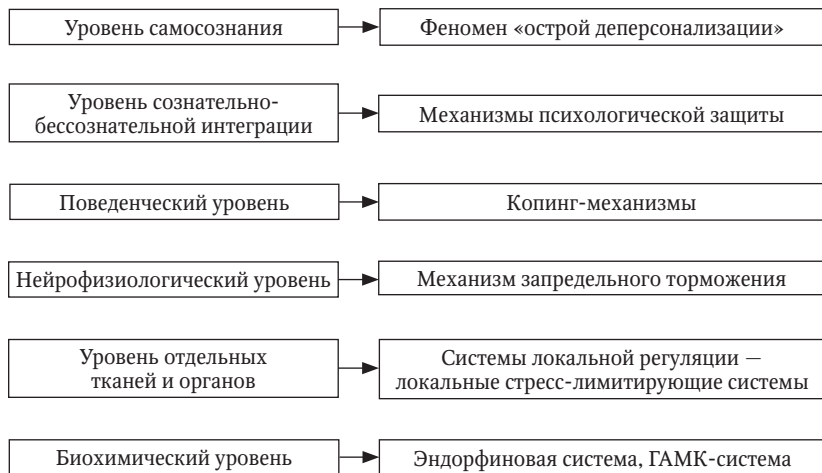 Уровень самосознания
Феномен «острой деперсонализации»
Уровень сознательно-
бессознательной интеграции
Механизмы психологической защиты
Поведенческий уровень
Копинг-механизмы
Нейрофизиологический уровень
Механизм запредельного торможения
Уровень отдельных
тканей и органов
Системы локальной регуляции —
локальные стресс-лимитирующие системы
Биохимический уровень
Эндорфиновая система, ГАМК-система